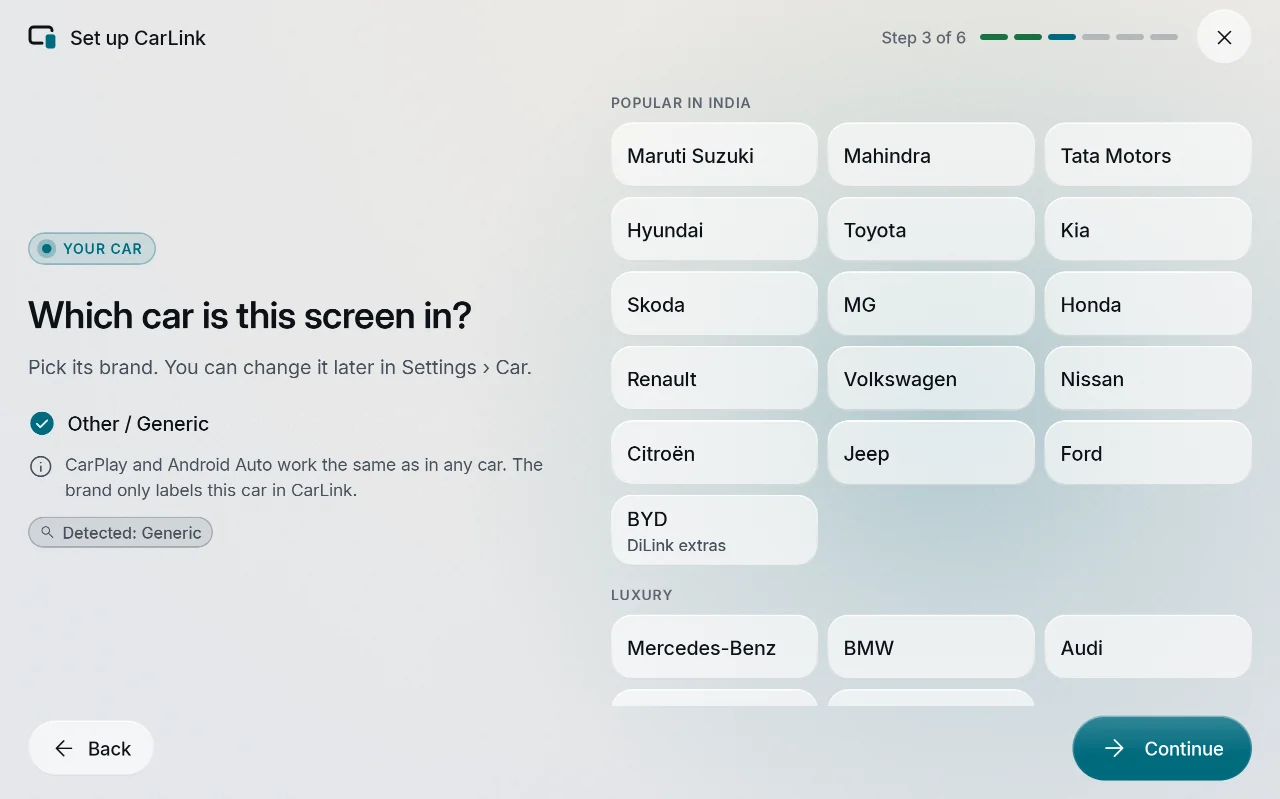 Set up CarLink
Step 3 of 6
YOUR CAR
Which car is this screen in?
Pick its brand. You can change it later in Settings › Car.
Other / Generic
CarPlay and Android Auto work the same as in any car. The
brand only labels this car in CarLink.
Detected: Generic
POPULAR IN INDIA
Maruti Suzuki
Mahindra
Tata Motors
Hyundai
Toyota
Kia
Skoda
MG
Honda
Renault
Volkswagen
Nissan
Citroën
Jeep
Ford
BYD
DiLink extras
LUXURY
Mercedes-Benz
BMW
Audi
Back
Continue